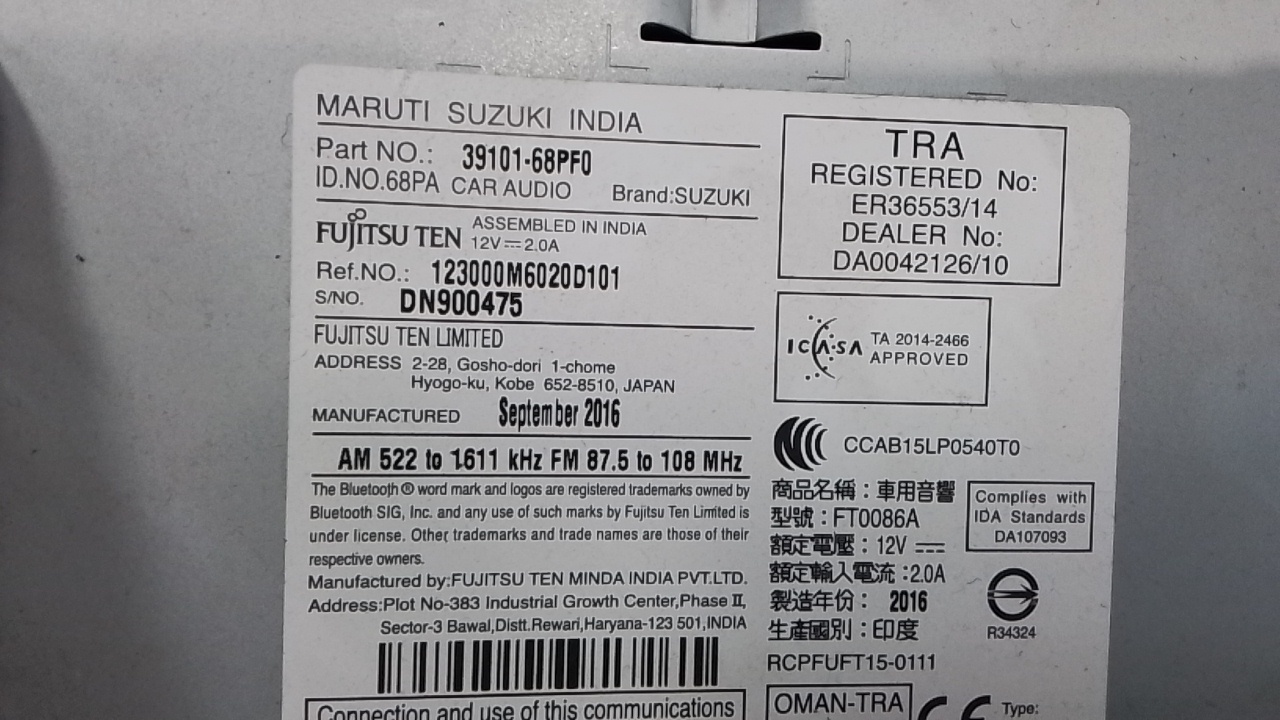 MARUTI SUZUKI INDIA
Part NO.: 39101-68PF0
ID.NO.68PA CAR AUDIO Brand:SUZUKI
FUJITSU TEN ASSEMBLED IN INDIA
12V⎓2.0A
Ref.NO.: 123000M6020D101
S/NO. DN900475
FUJITSU TEN LIMITED
ADDRESS 2-28, Gosho-dori 1-chome
Hyogo-ku, Kobe 652-8510, JAPAN
MANUFACTURED September 2016
AM 522 to 1611 kHz FM 87.5 to 108 MHz
The Bluetooth® word mark and logos are registered trademarks owned by
Bluetooth SIG, Inc. and any use of such marks by Fujitsu Ten Limited is
under license. Other trademarks and trade names are those of their
respective owners.
Manufactured by:FUJITSU TEN MINDA INDIA PVT.LTD.
Address:Plot No-383 Industrial Growth Center,Phase II,
Sector-3 Bawal,Distt.Rewari,Haryana-123 501,INDIA
Connection and use of this communications
TRA
REGISTERED No:
ER36553/14
DEALER No:
DA0042126/10
ICASA TA 2014-2466
APPROVED
CCAB15LP0540T0
商品名稱：車用音響
型號：FT0086A
額定電壓：12V ⎓
額定輸入電流：2.0A
製造年份： 2016
生產國別：印度
Complies with
IDA Standards
DA107093
R34324
RCPFUFT15-0111
OMAN-TRA
CE Type: